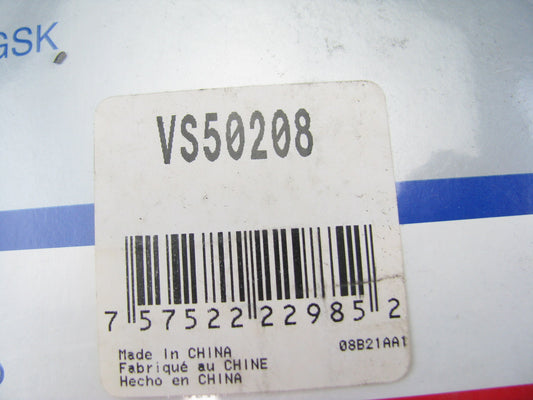 GSK
VS50208
7 57522 22985 2
Made In CHINA
Fabriqué au CHINE
Hecho en CHINA
08B21AA1